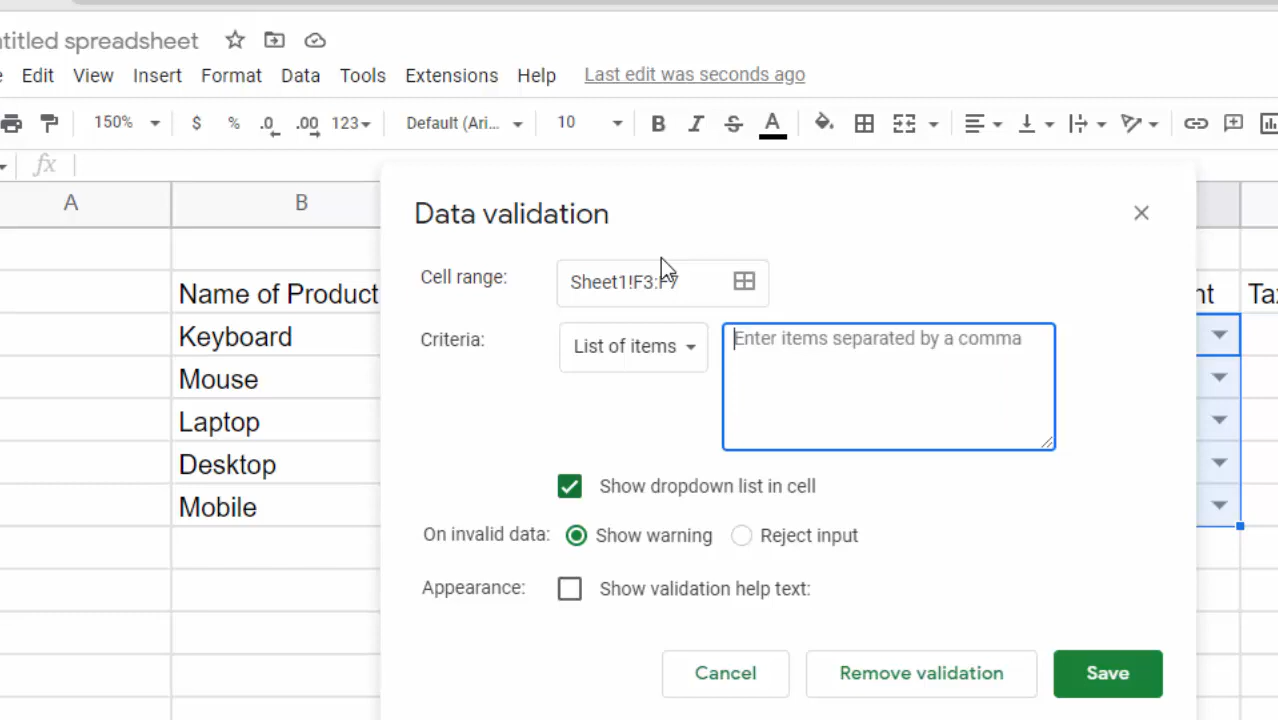 ntitled spreadsheet
Edit View Insert Format Data Tools Extensions Help Last edit was seconds ago
150% $ % .0 .00 123 Default (Ari... 10 B I S A
fx
A B
Data validation
Cell range: Sheet1!F3:F7
Name of Product nt Ta
Keyboard
Criteria: List of items Enter items separated by a comma
Mouse
Laptop
Desktop
Show dropdown list in cell
Mobile
On invalid data: Show warning Reject input
Appearance: Show validation help text:
Cancel Remove validation Save